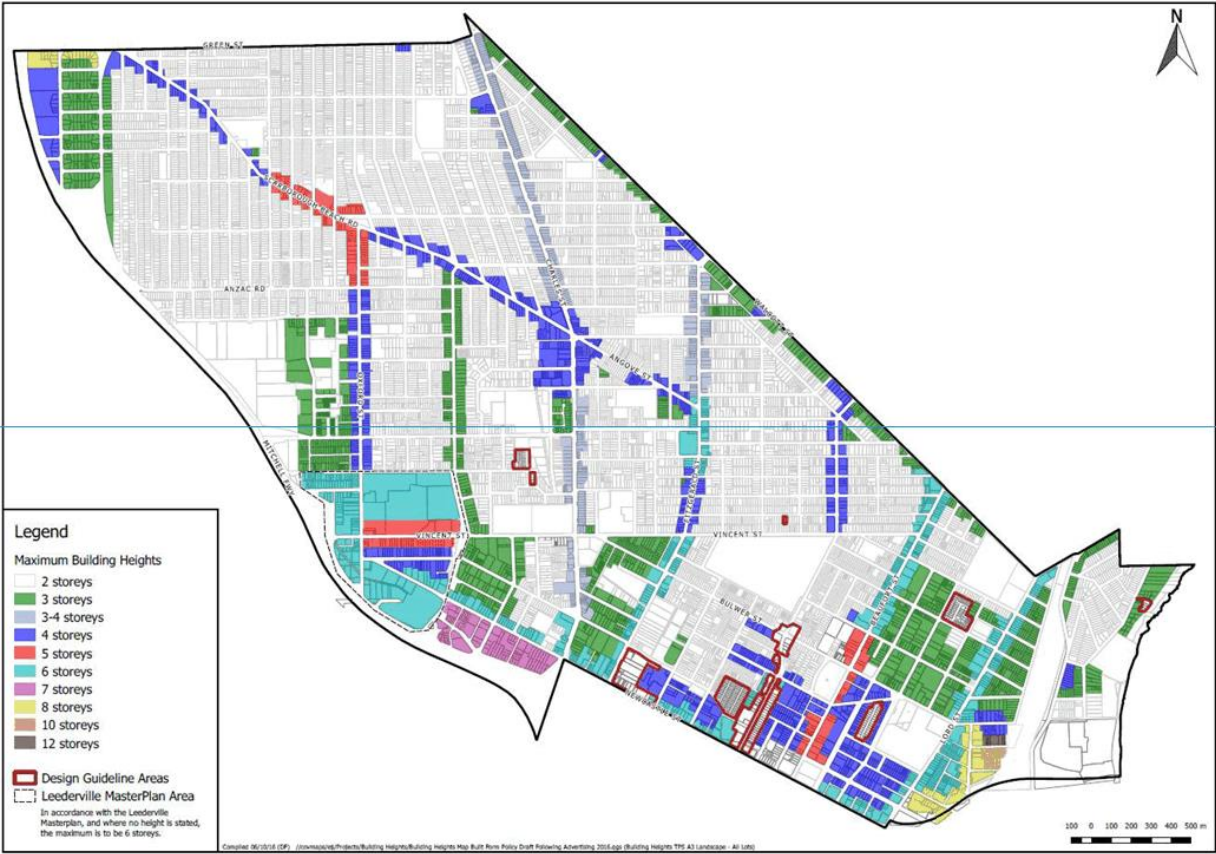 N
GREEN ST
SCARBOROUGH BEACH RD
CHARLES ST
ANZAC RD
WALCOTT ST
ANGOVE ST
OXFORD ST
MITCHELL FWY
FITZGERALD ST
VINCENT ST
VINCENT ST
BULWER ST
BEAUFORT ST
NEWCASTLE ST
LORD ST
Legend
Maximum Building Heights
2 storeys
3 storeys
3-4 storeys
4 storeys
5 storeys
6 storeys
7 storeys
8 storeys
10 storeys
12 storeys
Design Guideline Areas
Leederville MasterPlan Area
In accordance with the Leederville
Masterplan, and where no height is stated,
the maximum is to be 6 storeys.
100 0 100 200 300 400 500 m